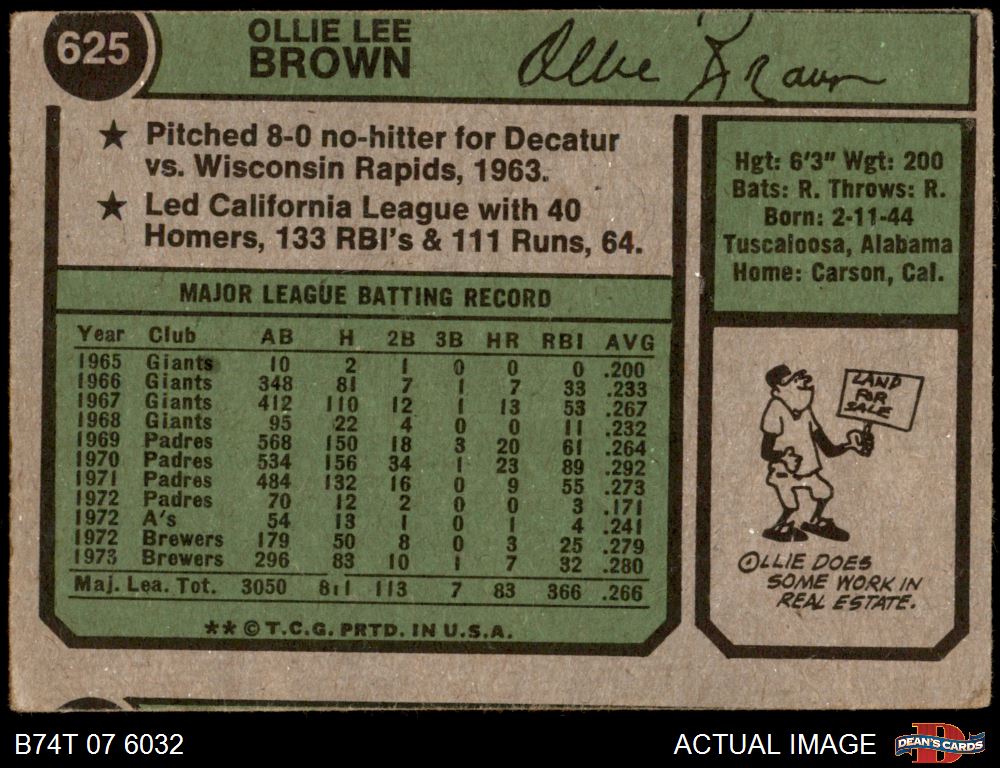 625
OLLIE LEE
BROWN
Ollie Brown
★ Pitched 8-0 no-hitter for Decatur
vs. Wisconsin Rapids, 1963.
★ Led California League with 40
Homers, 133 RBI's & 111 Runs, 64.
MAJOR LEAGUE BATTING RECORD
Year Club AB H 2B 3B HR RBI AVG
1965 Giants 10 2 1 0 0 0 .200
1966 Giants 348 81 7 1 7 33 .233
1967 Giants 412 110 12 1 13 53 .267
1968 Giants 95 22 4 0 0 11 .232
1969 Padres 568 150 18 3 20 61 .264
1970 Padres 534 156 34 1 23 89 .292
1971 Padres 484 132 16 0 9 55 .273
1972 Padres 70 12 2 0 0 3 .171
1972 A's 54 13 1 0 1 4 .241
1972 Brewers 179 50 8 0 3 25 .279
1973 Brewers 296 83 10 1 7 32 .280
Maj. Lea. Tot. 3050 811 113 7 83 366 .266
** © T.C.G. PRTD. IN U.S.A.
Hgt: 6'3" Wgt: 200
Bats: R. Throws: R.
Born: 2-11-44
Tuscaloosa, Alabama
Home: Carson, Cal.
LAND
FOR
SALE
OLLIE DOES
SOME WORK IN
REAL ESTATE.
B74T 07 6032
ACTUAL IMAGE
D
DEAN'S CARDS